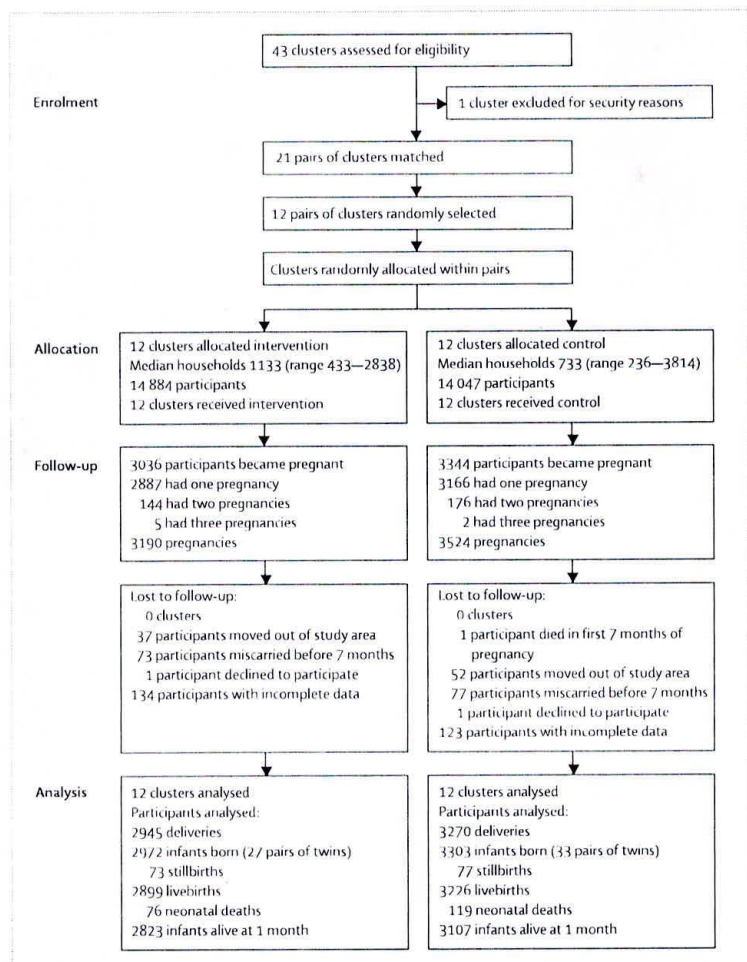 43 clusters assessed for eligibility
Enrolment
1 cluster excluded for security reasons
21 pairs of clusters matched
12 pairs of clusters randomly selected
Clusters randomly allocated within pairs
Allocation
12 clusters allocated intervention
Median households 1133 (range 433—2838)
14 884 participants
12 clusters received intervention
12 clusters allocated control
Median households 733 (range 236—3814)
14 047 participants
12 clusters received control
Follow-up
3036 participants became pregnant
2887 had one pregnancy
144 had two pregnancies
5 had three pregnancies
3190 pregnancies
3344 participants became pregnant
3166 had one pregnancy
176 had two pregnancies
2 had three pregnancies
3524 pregnancies
Lost to follow-up:
0 clusters
37 participants moved out of study area
73 participants miscarried before 7 months
1 participant declined to participate
134 participants with incomplete data
Lost to follow-up:
0 clusters
1 participant died in first 7 months of
pregnancy
52 participants moved out of study area
77 participants miscarried before 7 months
1 participant declined to participate
123 participants with incomplete data
Analysis
12 clusters analysed
Participants analysed:
2945 deliveries
2972 infants born (27 pairs of twins)
73 stillbirths
2899 livebirths
76 neonatal deaths
2823 infants alive at 1 month
12 clusters analysed
Participants analysed:
3270 deliveries
3303 infants born (33 pairs of twins)
77 stillbirths
3226 livebirths
119 neonatal deaths
3107 infants alive at 1 month